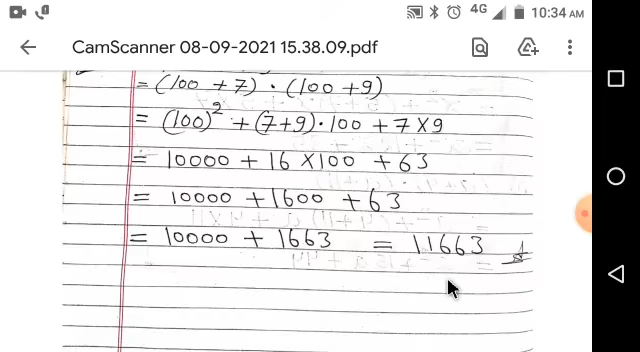 4G 10:34 AM
CamScanner 08-09-2021 15.38.09.pdf
= (100 + 7) · (100 + 9)
= (100)² + (7+9)·100 + 7 × 9
= 10000 + 16 × 100 + 63
= 10000 + 1600 + 63
= 10000 + 1663 = 11663